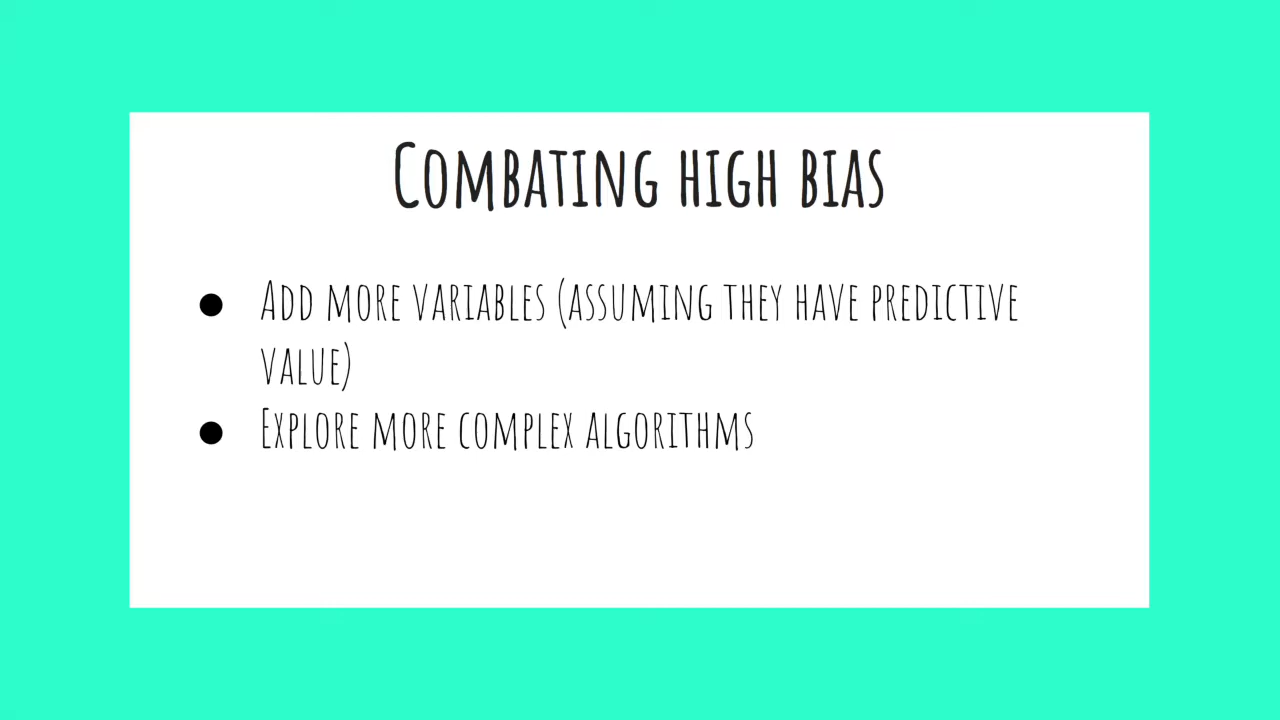 Combating high bias
● Add more variables (assuming they have predictive
value)
● Explore more complex algorithms